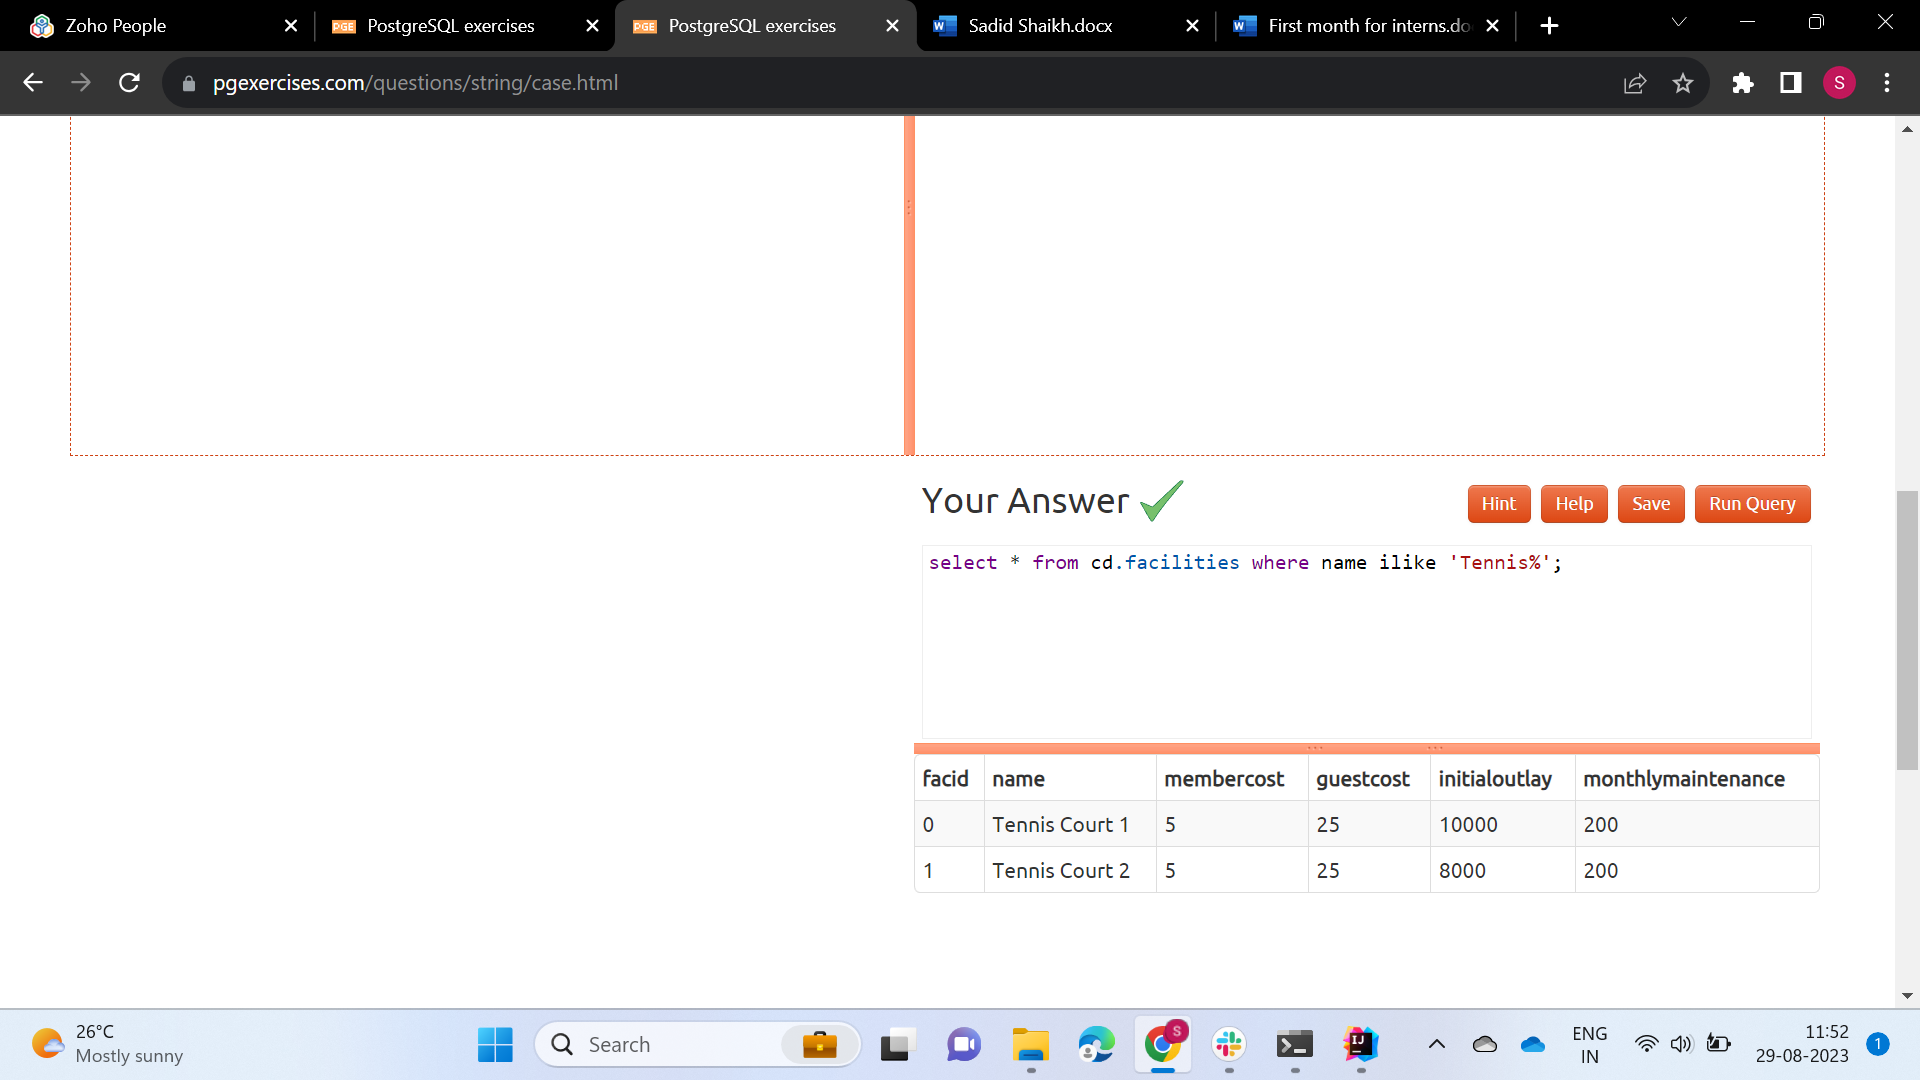 Zoho People
PGE PostgreSQL exercises
PGE PostgreSQL exercises
W Sadid Shaikh.docx
W First month for interns.do
pgexercises.com/questions/string/case.html
S
Your Answer
Hint Help Save Run Query
select * from cd.facilities where name ilike 'Tennis%';
facid name membercost guestcost initialoutlay monthlymaintenance
0 Tennis Court 1 5 25 10000 200
1 Tennis Court 2 5 25 8000 200
26°C
Mostly sunny
Search
S
IJ
ENG
IN
11:52
29-08-2023
1